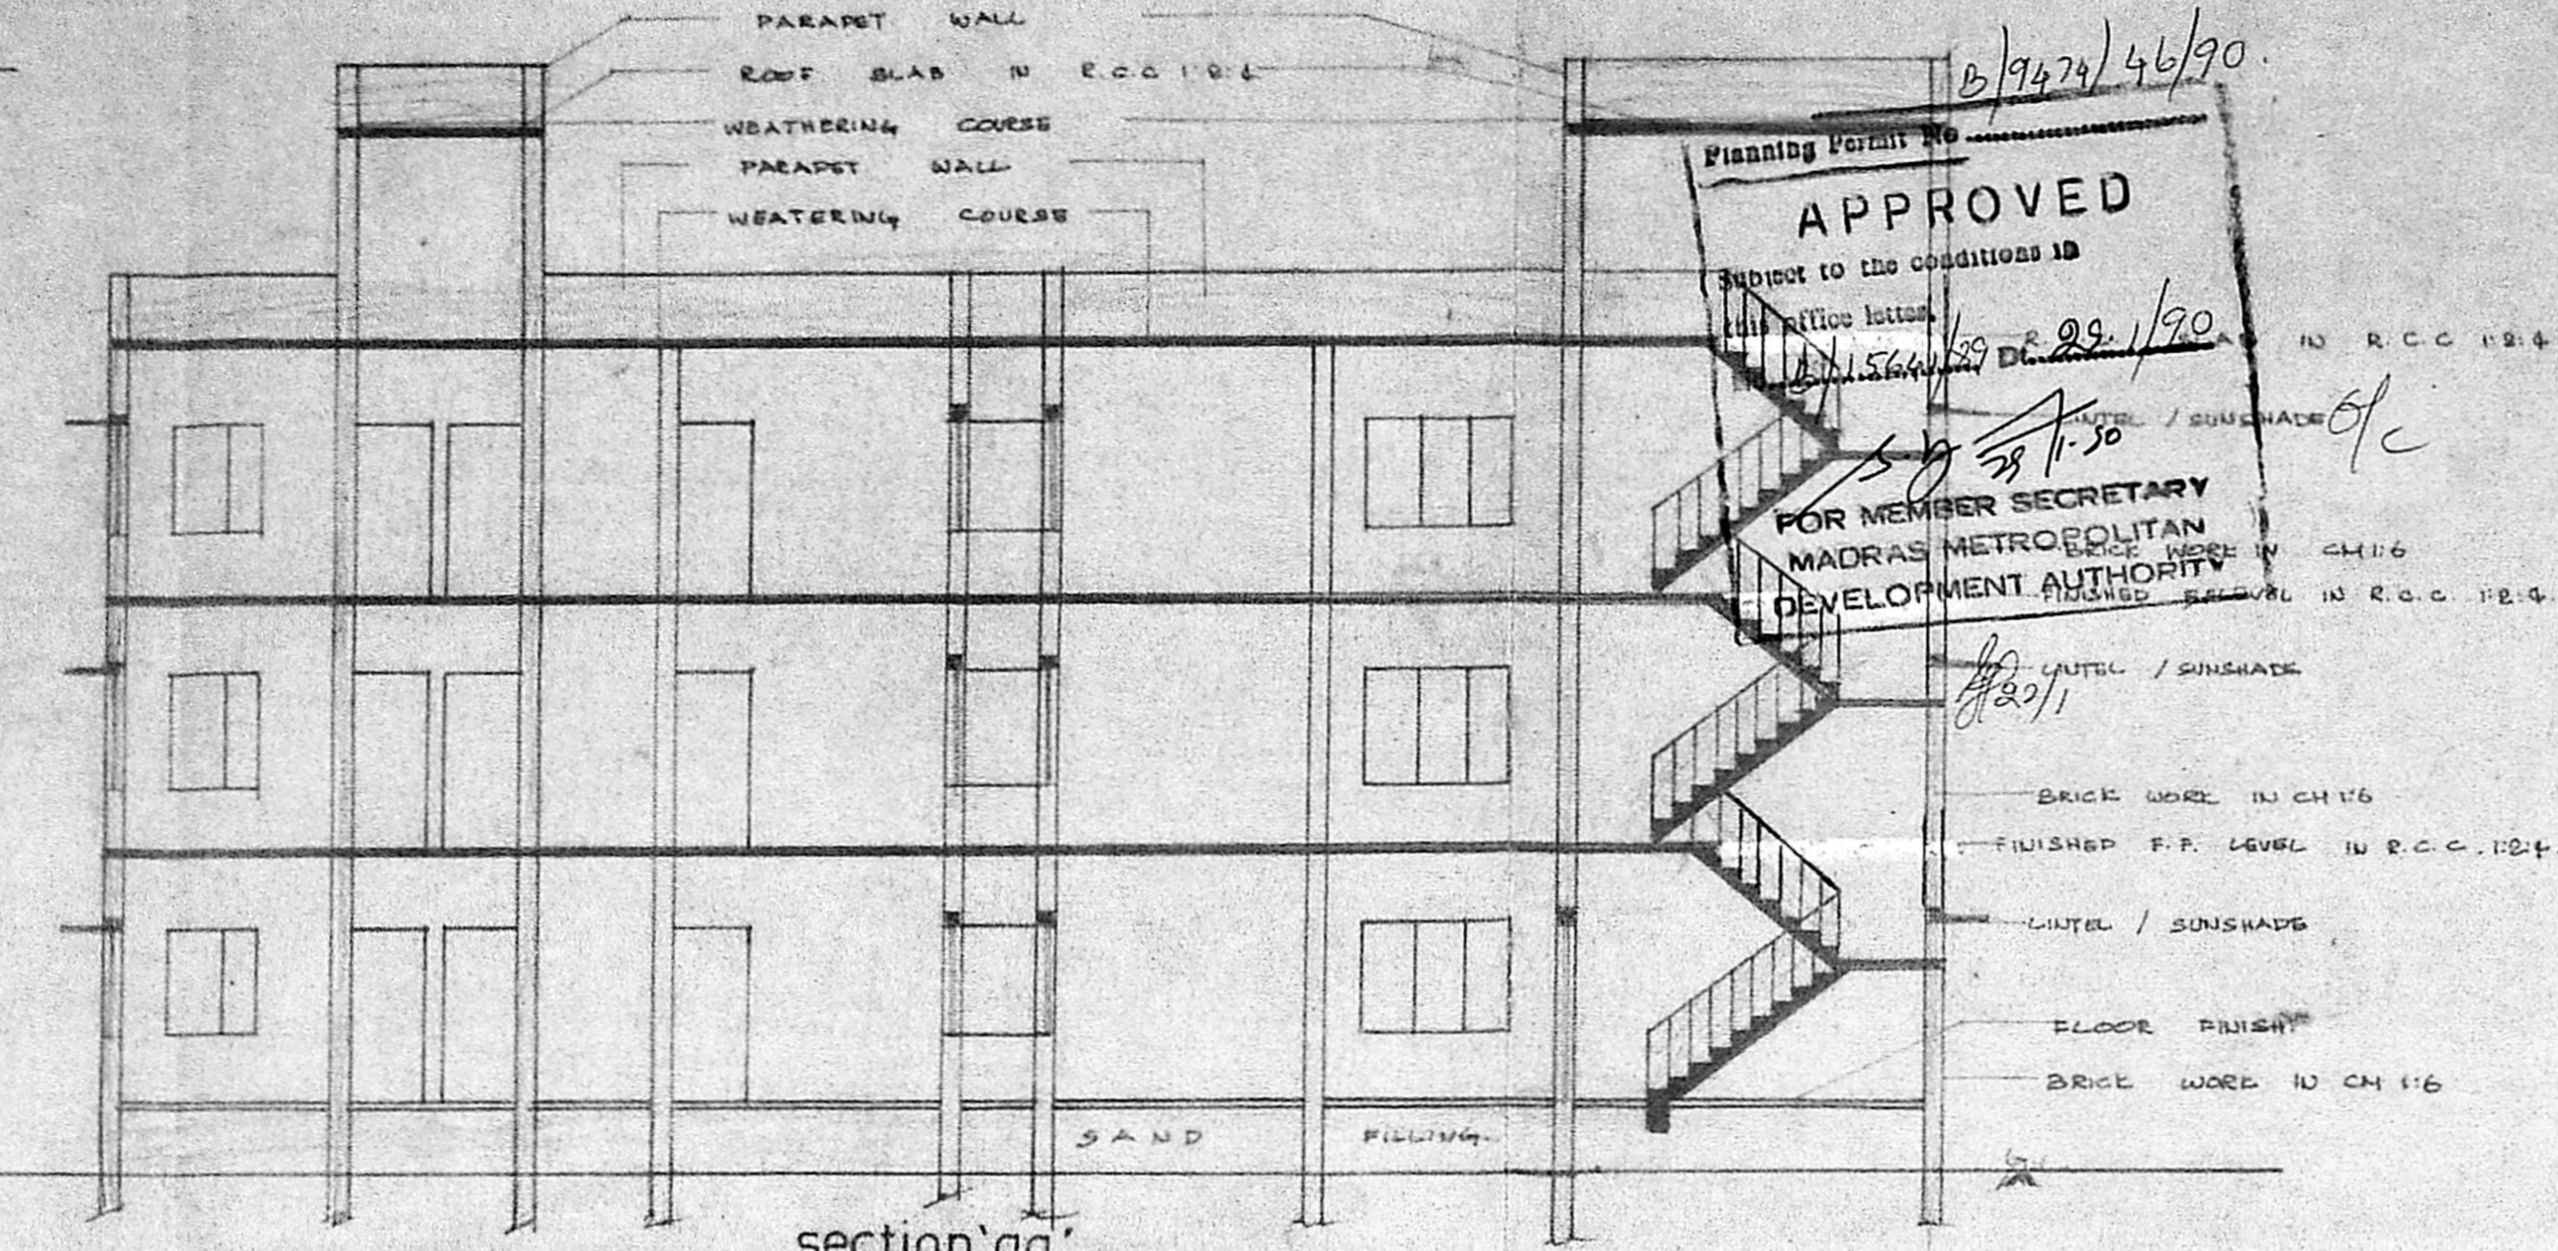 PARAPET WALL
ROOF SLAB IN R.C.C 1:2:4
WEATHERING COURSE
PARAPET WALL
WEATERING COURSE
B/9474/46/90.
Planning Permit No
APPROVED
Subject to the conditions in
this office letter.
Dt. 29.1/90
IN R.C.C 1:2:4
LINTEL / SUNSHADE O/C
FOR MEMBER SECRETARY
MADRAS METROPOLITAN
DEVELOPMENT AUTHORITY
BRICK WORK IN CM 1:6
FINISHED LEVEL IN R.C.C. 1:2:4.
LINTEL / SUNSHADE
BRICK WORK IN CM 1:6
FINISHED F.F. LEVEL IN R.C.C. 1:2:4.
LINTEL / SUNSHADE
FLOOR FINISH
BRICK WORK IN CM 1:6
SAND FILLING
section 'aa'